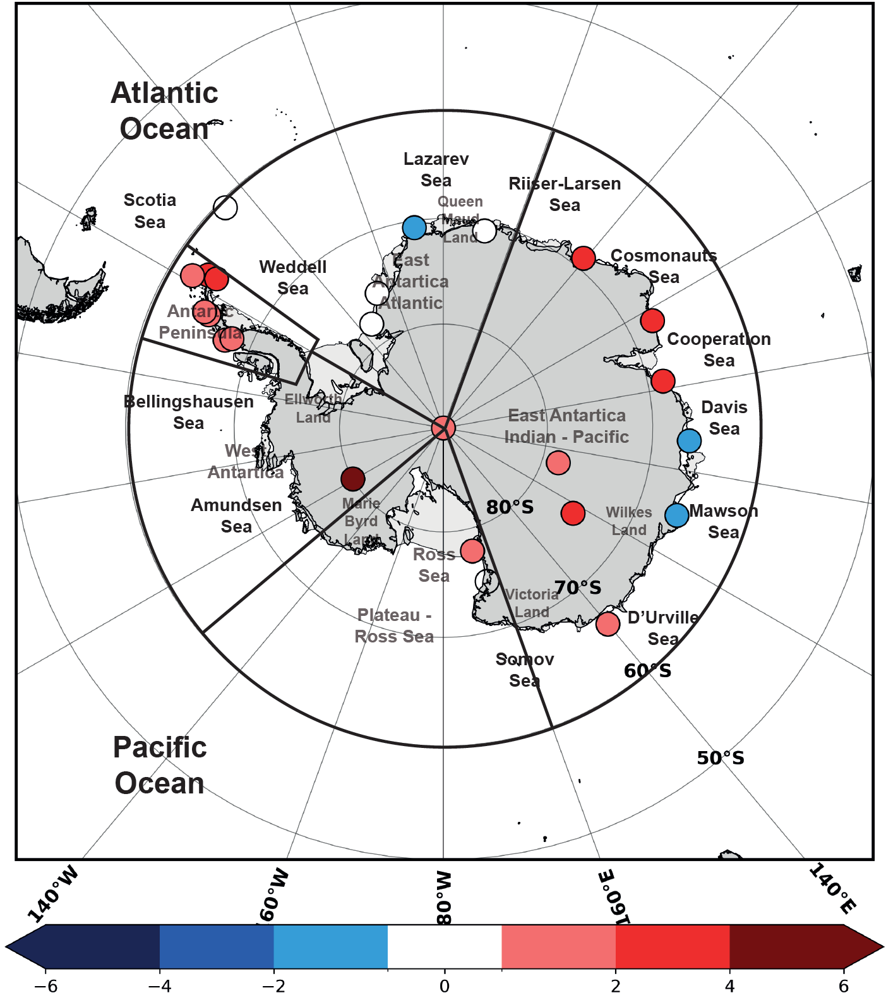 Atlantic
Ocean
Lazarev
Sea
Riiser-Larsen
Sea
Scotia
Sea
Queen
Maud
Land
Weddell
Sea
East
Antartica
Atlantic
Cosmonauts
Sea
Antartic
Peninsula
Cooperation
Sea
Bellingshausen
Sea
Ellworth
Land
East Antartica
Indian - Pacific
Davis
Sea
West
Antartica
Amundsen
Sea
Marie
Byrd
Land
80°S
Wilkes
Land
Mawson
Sea
Ross
Sea
70°S
Victoria
Land
Plateau -
Ross Sea
D’Urville
Sea
Somov
Sea
60°S
Pacific
Ocean
50°S
140°W
60°W
80°W
160°E
140°E
−6 −4 −2 0 2 4 6